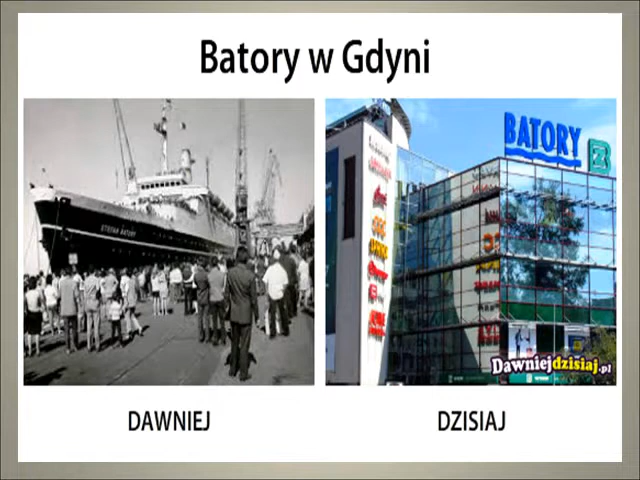 Batory w Gdyni
STEFAN BATORY
BATORY
Dawniejdzisiaj.pl
DAWNIEJ
DZISIAJ